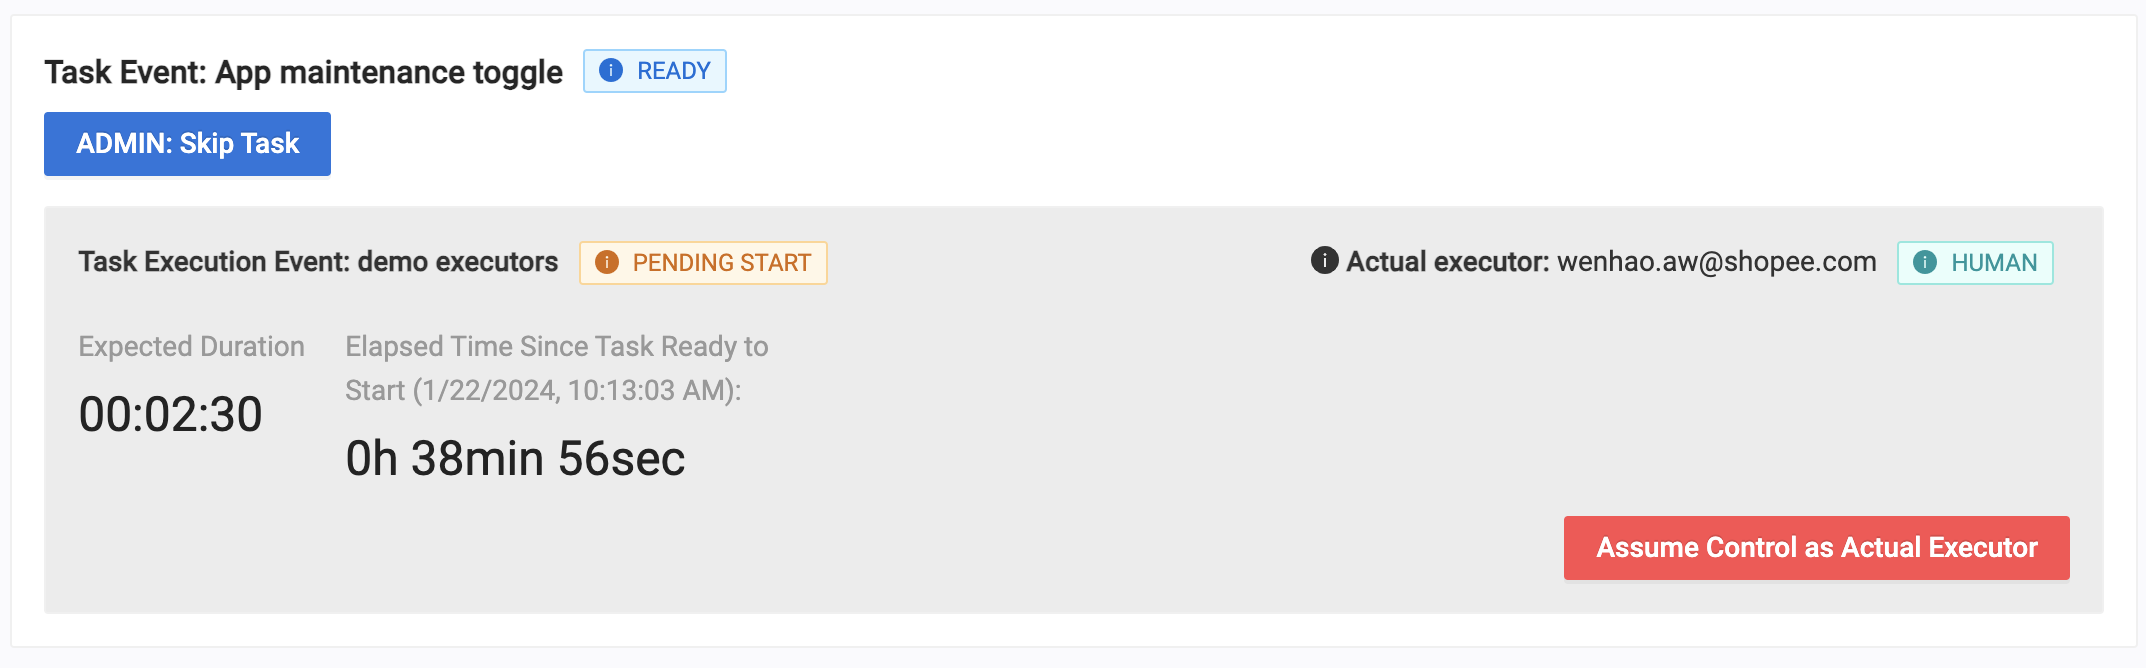 Task Event: App maintenance toggle READY
ADMIN: Skip Task
Task Execution Event: demo executors PENDING START
Actual executor: wenhao.aw@shopee.com HUMAN
Expected Duration
00:02:30
Elapsed Time Since Task Ready to
Start (1/22/2024, 10:13:03 AM):
0h 38min 56sec
Assume Control as Actual Executor